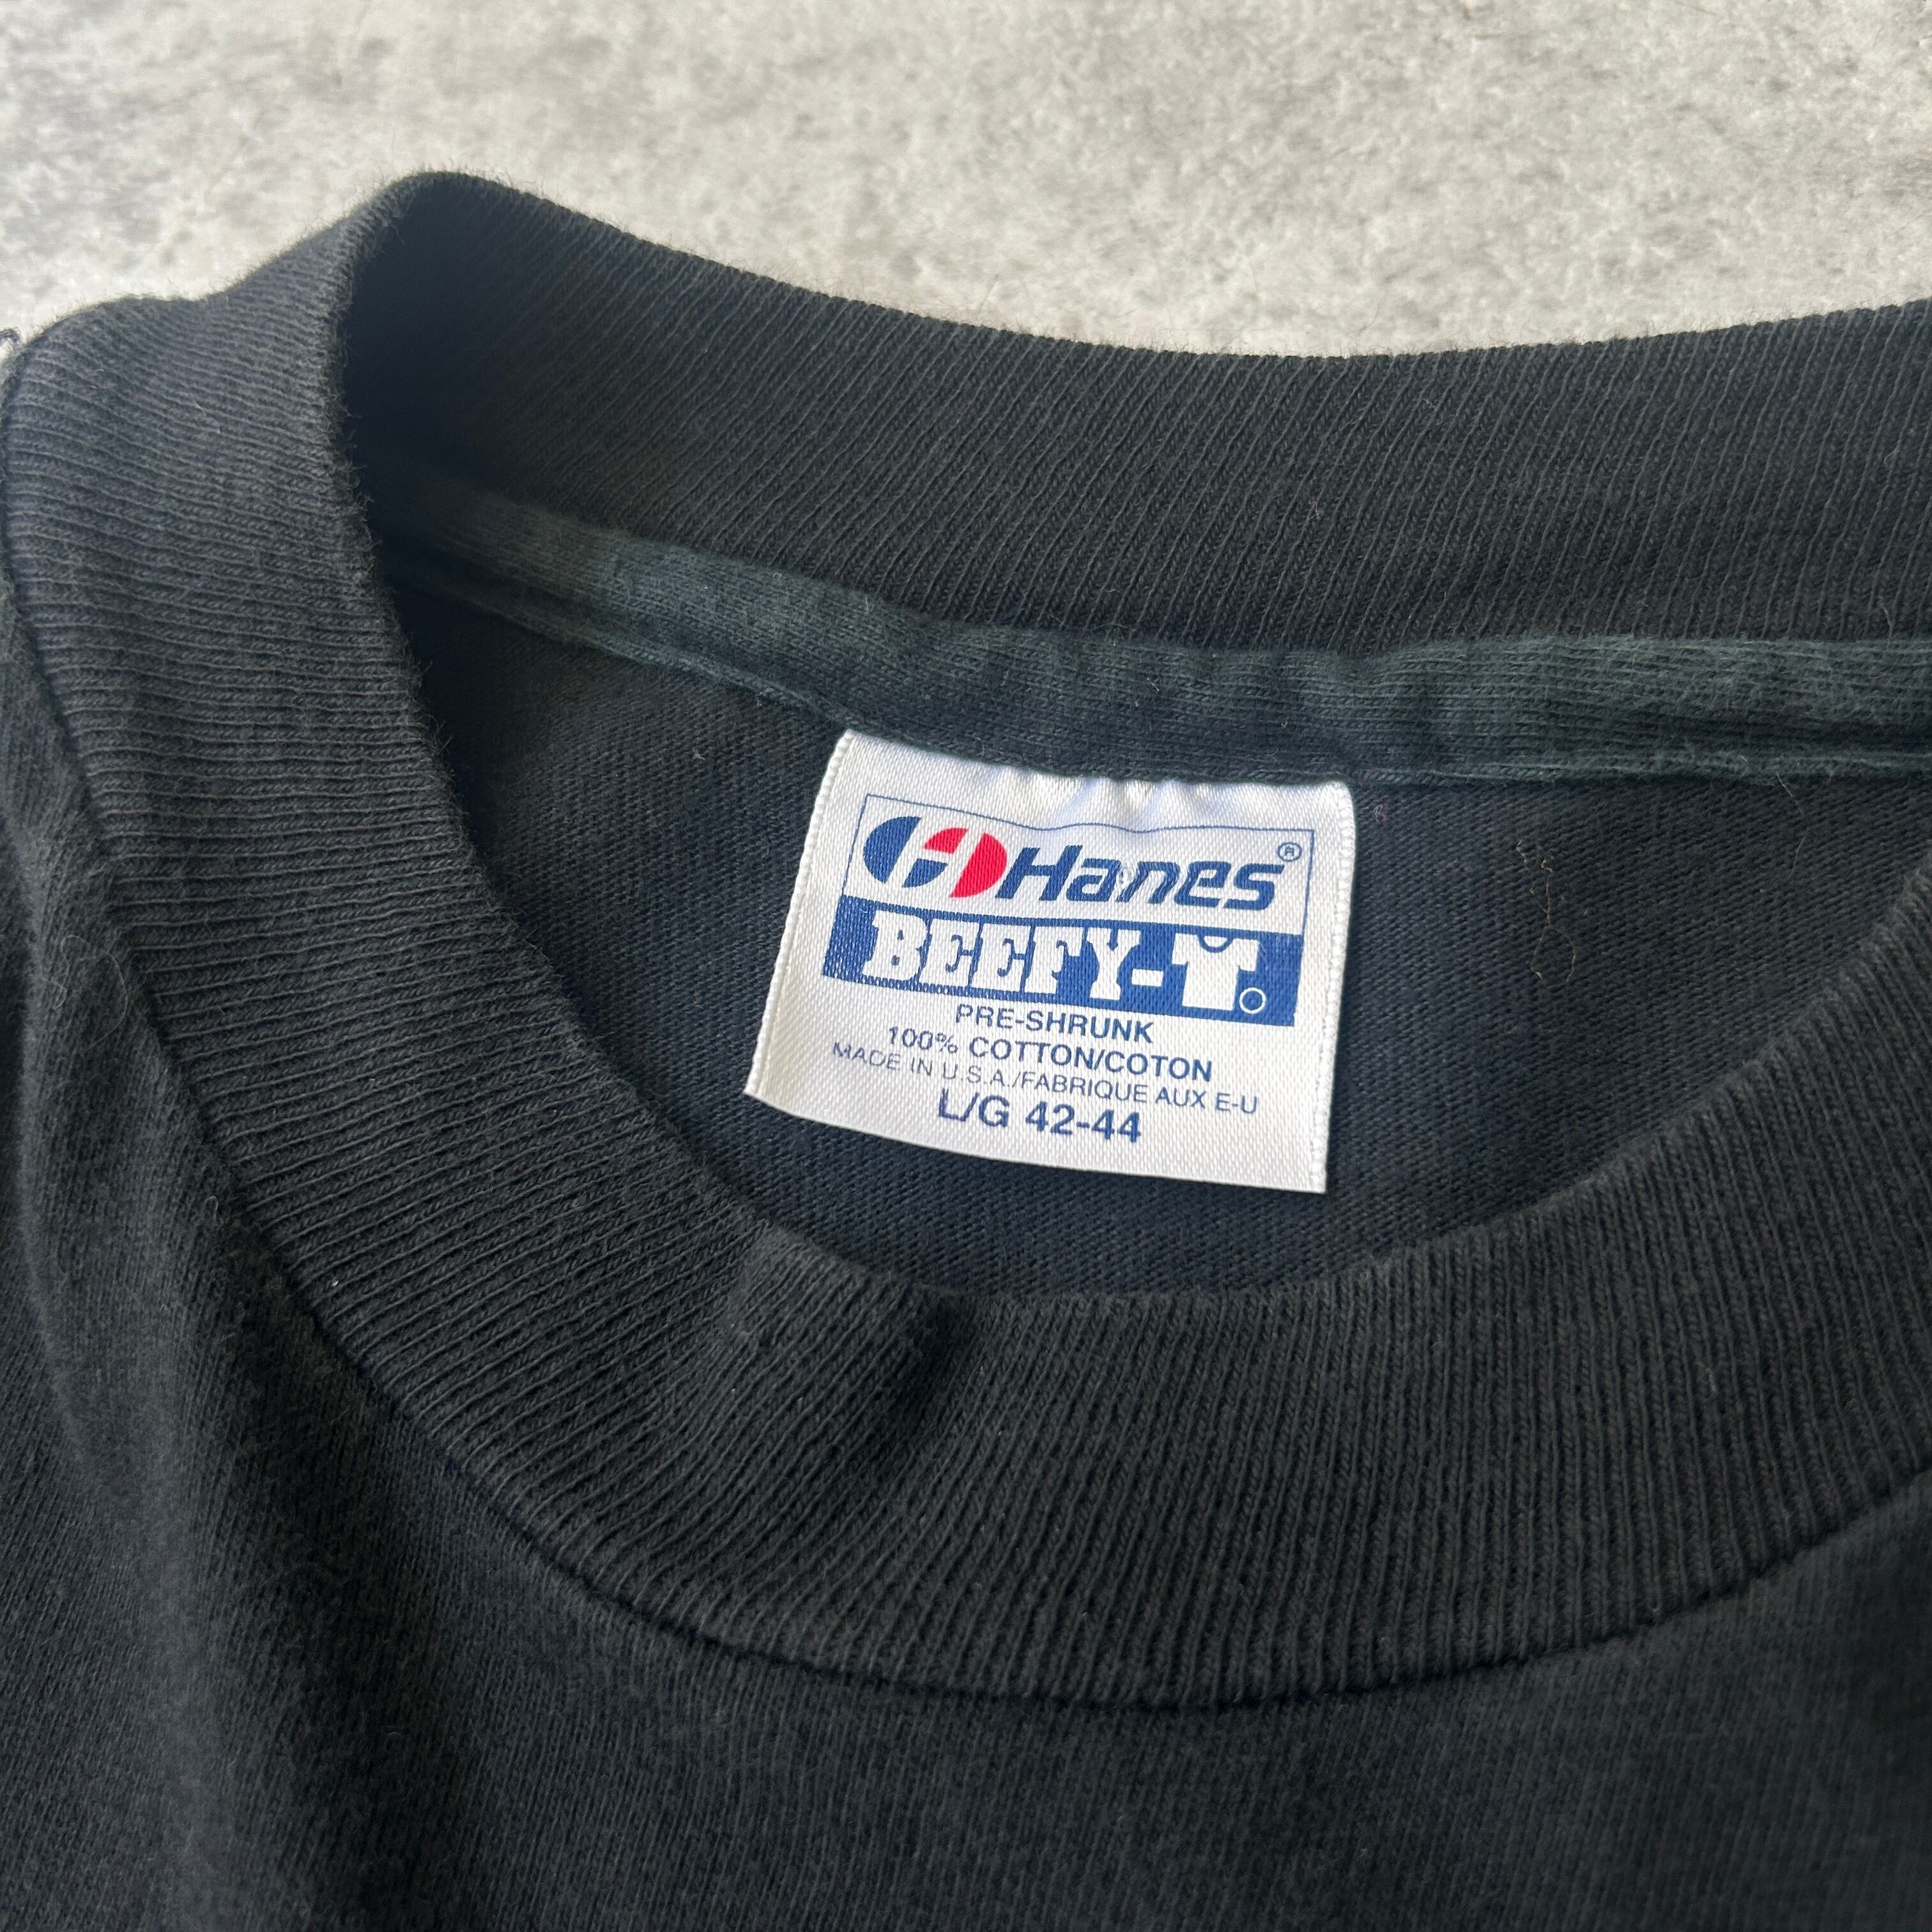 Hanes®
BEEFY-T®
PRE-SHRUNK
100% COTTON/COTON
MADE IN U.S.A./FABRIQUE AUX E-U
L/G 42-44